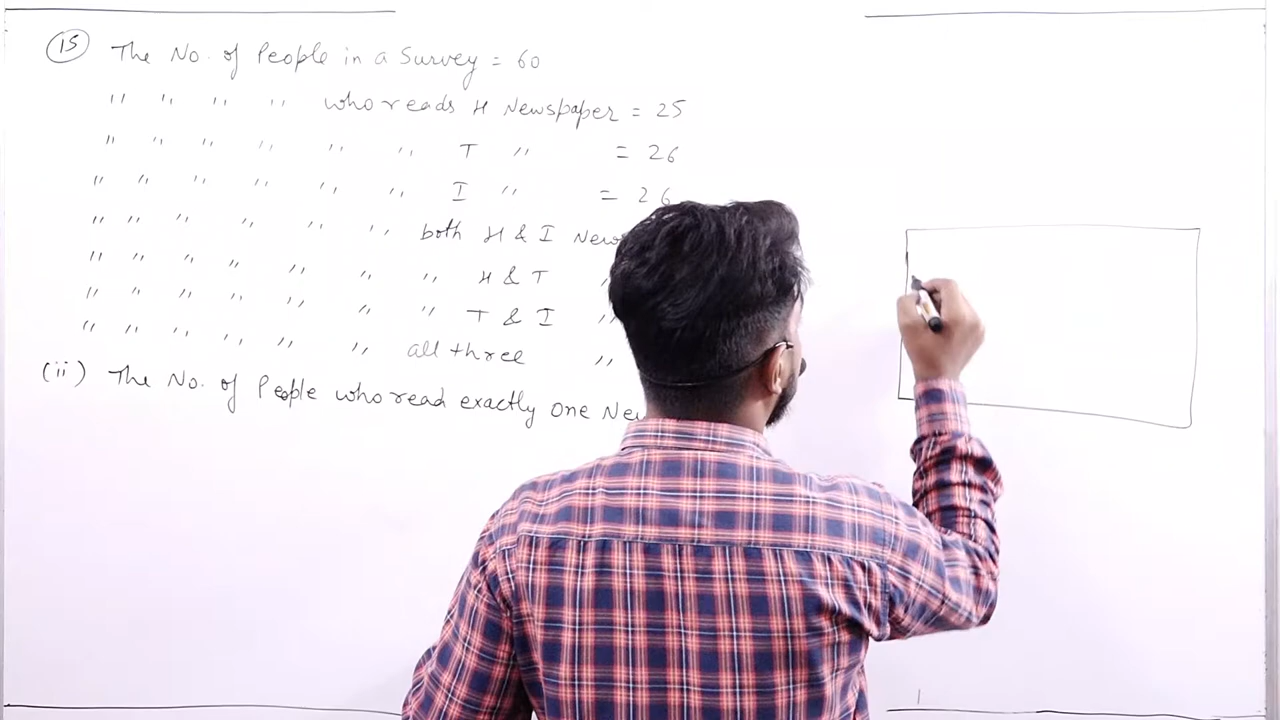 (15) The No. of People in a Survey = 60
" " " " who reads H Newspaper = 25
" " " " " " T " = 26
" " " " " " I " = 26
" " " " " " both H & I
" " " " " " " H & T "
" " " " " " " T & I "
" " " " " all three "
(ii) The No. of People who read exactly one